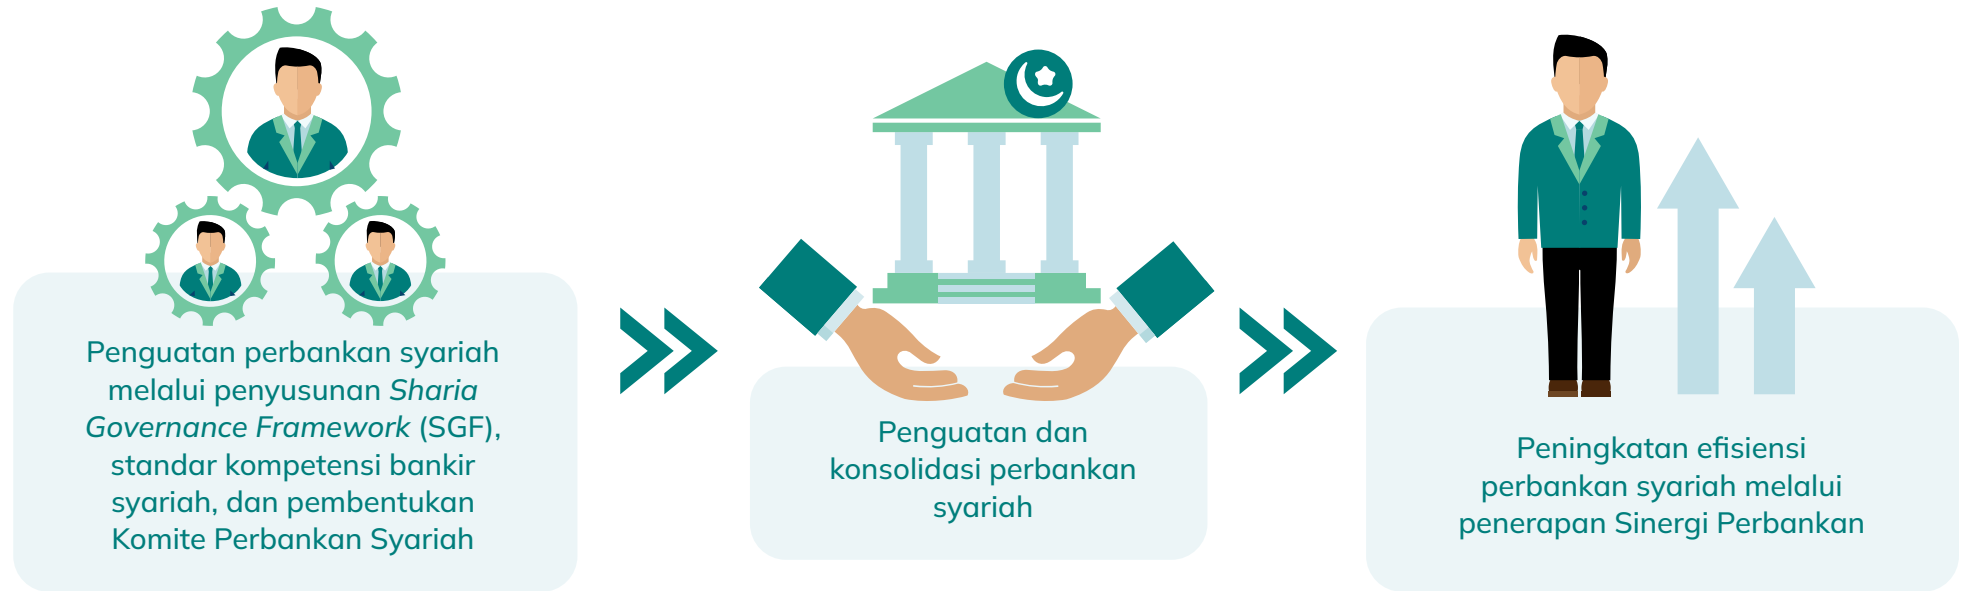 Penguatan perbankan syariah
melalui penyusunan Sharia
Governance Framework (SGF),
standar kompetensi bankir
syariah, dan pembentukan
Komite Perbankan Syariah
Penguatan dan
konsolidasi perbankan
syariah
Peningkatan efisiensi
perbankan syariah melalui
penerapan Sinergi Perbankan